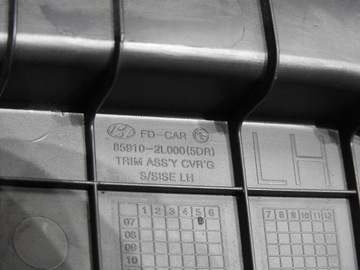 FD-CAR
85910-2L000(5DR)
TRIM ASS'Y CVR'G
S/SISE LH
LH
1 2 3 4 5 6
7 8 9 10 11 12
07
08
09
10